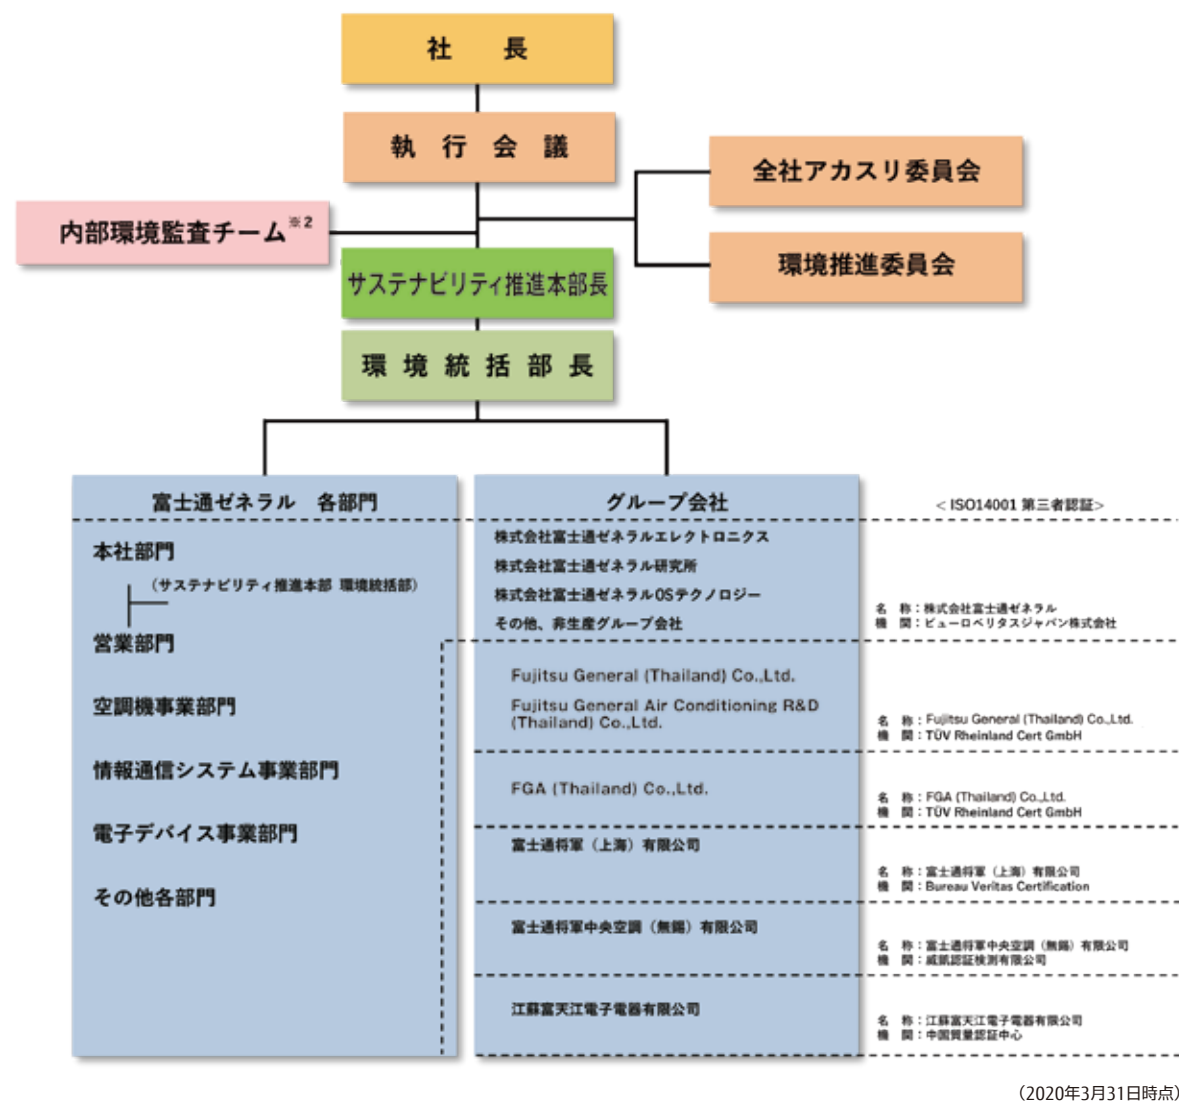 社　長
執 行 会 議
全社アカスリ委員会
内部環境監査チーム※2
環境推進委員会
サステナビリティ推進本部長
環 境 統 括 部 長
富士通ゼネラル　各部門
本社部門
（サステナビリティ推進本部 環境統括部）
営業部門
空調機事業部門
情報通信システム事業部門
電子デバイス事業部門
その他各部門
グループ会社
株式会社富士通ゼネラルエレクトロニクス
株式会社富士通ゼネラル研究所
株式会社富士通ゼネラルOSテクノロジー
その他、非生産グループ会社
Fujitsu General (Thailand) Co.,Ltd.
Fujitsu General Air Conditioning R&D
(Thailand) Co.,Ltd.
FGA (Thailand) Co.,Ltd.
富士通将軍（上海）有限公司
富士通将軍中央空調（無錫）有限公司
江蘇富天江電子電器有限公司
＜ISO14001 第三者認証＞
名　称：株式会社富士通ゼネラル
機　関：ビューロベリタスジャパン株式会社
名　称：Fujitsu General (Thailand) Co.,Ltd.
機　関：TÜV Rheinland Cert GmbH
名　称：FGA (Thailand) Co.,Ltd.
機　関：TÜV Rheinland Cert GmbH
名　称：富士通将軍（上海）有限公司
機　関：Bureau Veritas Certification
名　称：富士通将軍中央空調（無錫）有限公司
機　関：威凱認証検測有限公司
名　称：江蘇富天江電子電器有限公司
機　関：中国質量認証中心
（2020年3月31日時点）